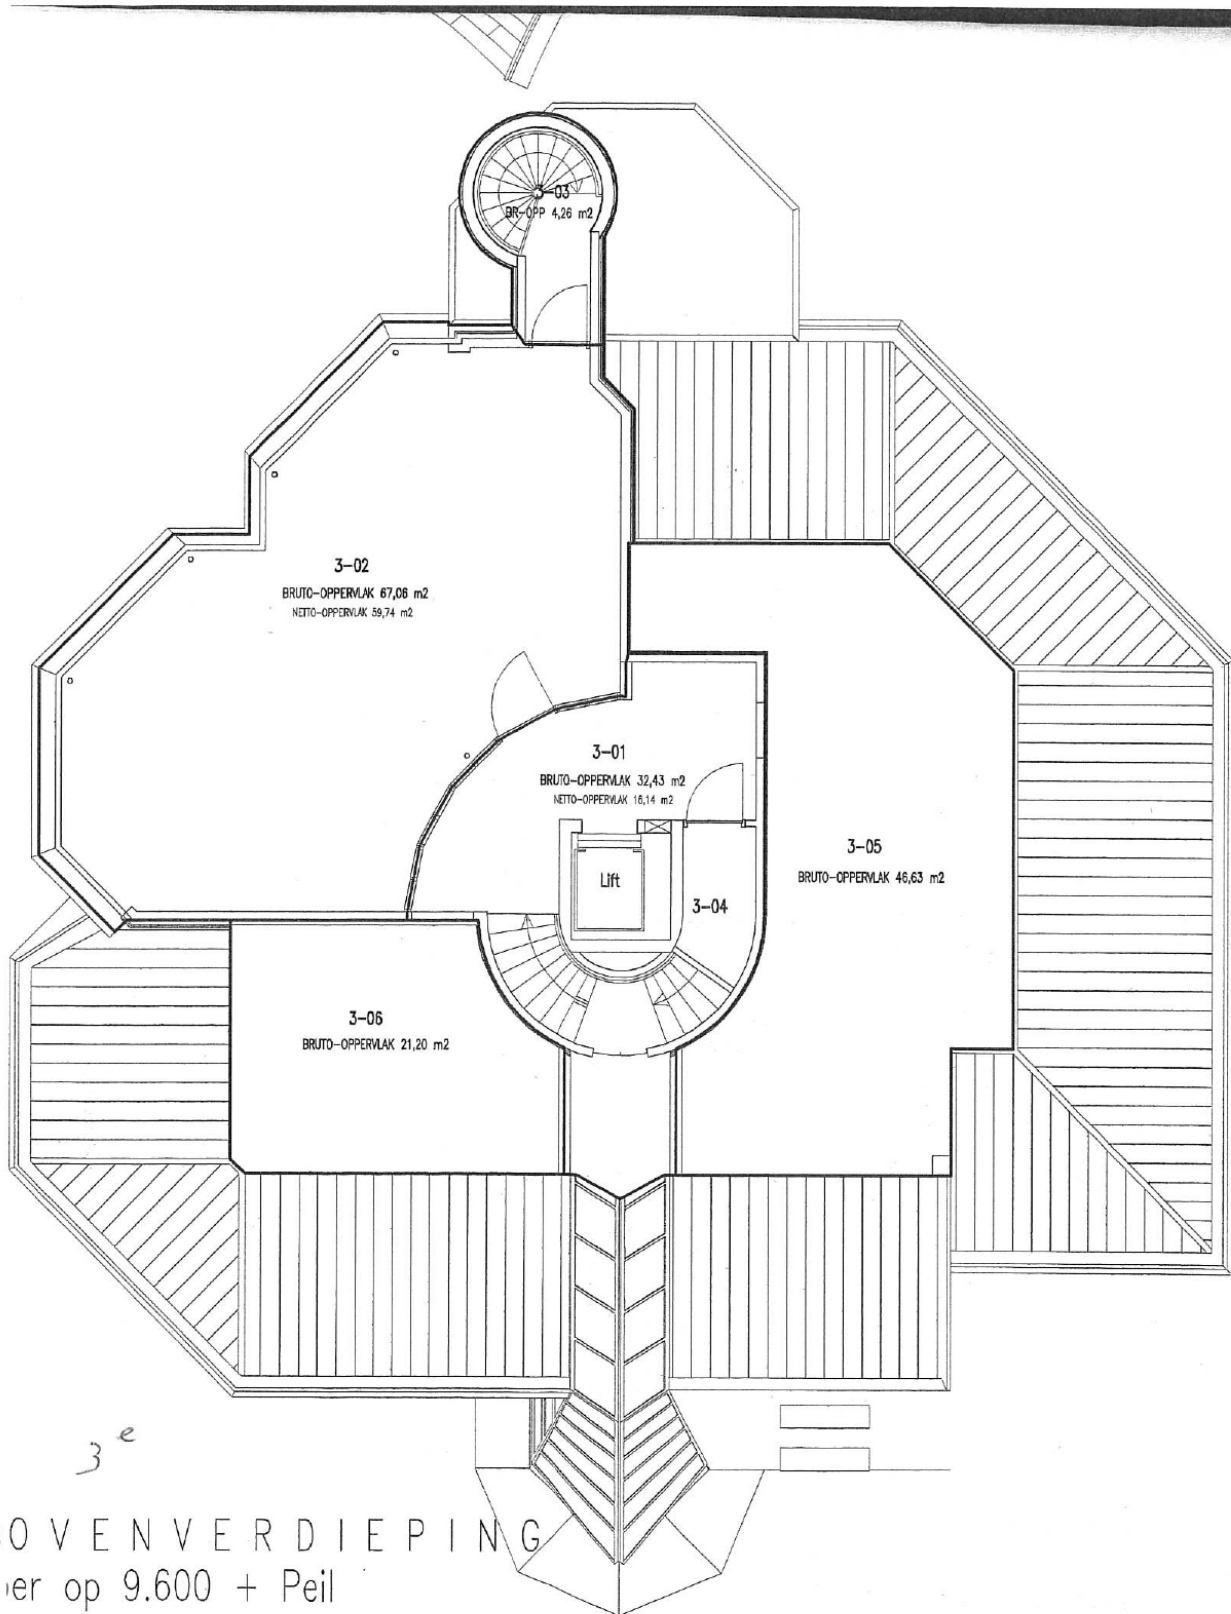 3-03
BR-OPP 4,26 m2
3-02
BRUTO-OPPERVLAK 67,06 m2
NETTO-OPPERVLAK 59,74 m2
3-01
BRUTO-OPPERVLAK 32,43 m2
NETTO-OPPERVLAK 16,14 m2
3-05
BRUTO-OPPERVLAK 46,63 m2
Lift
3-04
3-06
BRUTO-OPPERVLAK 21,20 m2
3e
OVENVERDIEPING
er op 9.600 + Peil